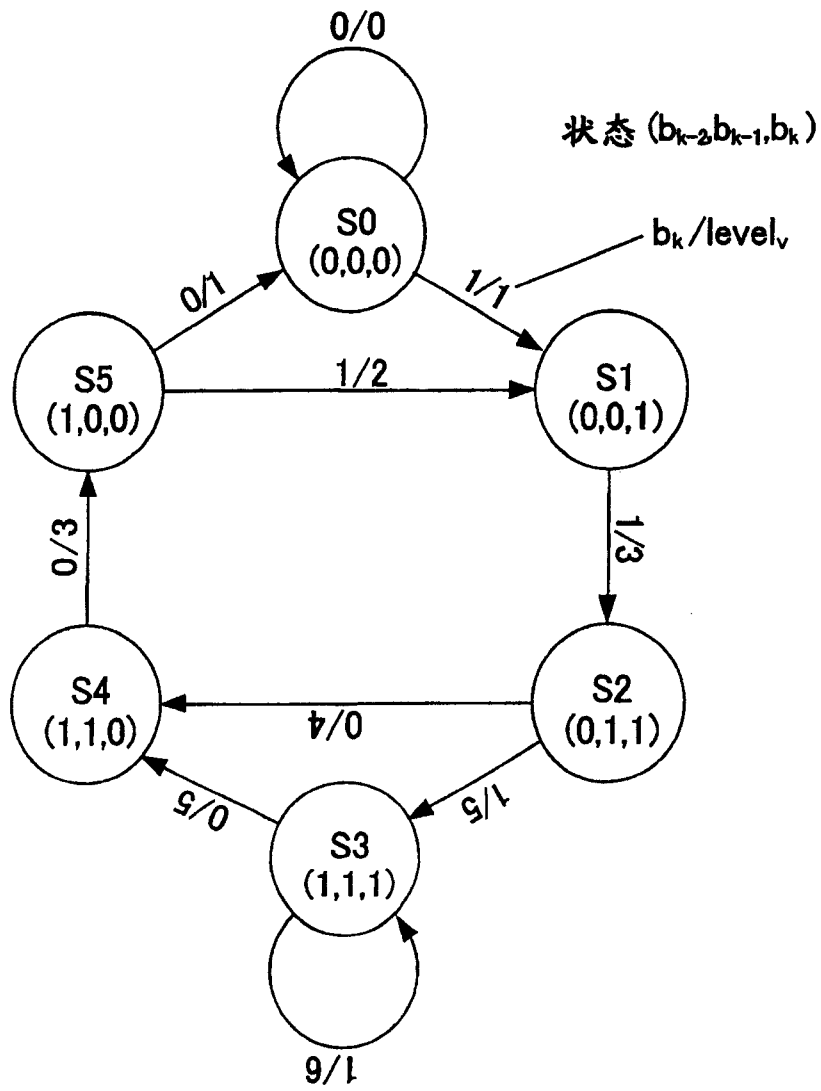 0/0
状态 (bk-2,bk-1,bk)
S0
(0,0,0)
bk/levelv
0/1
1/1
S5
(1,0,0)
1/2
S1
(0,0,1)
0/3
1/3
S4
(1,1,0)
0/4
S2
(0,1,1)
0/5
1/5
S3
(1,1,1)
1/6